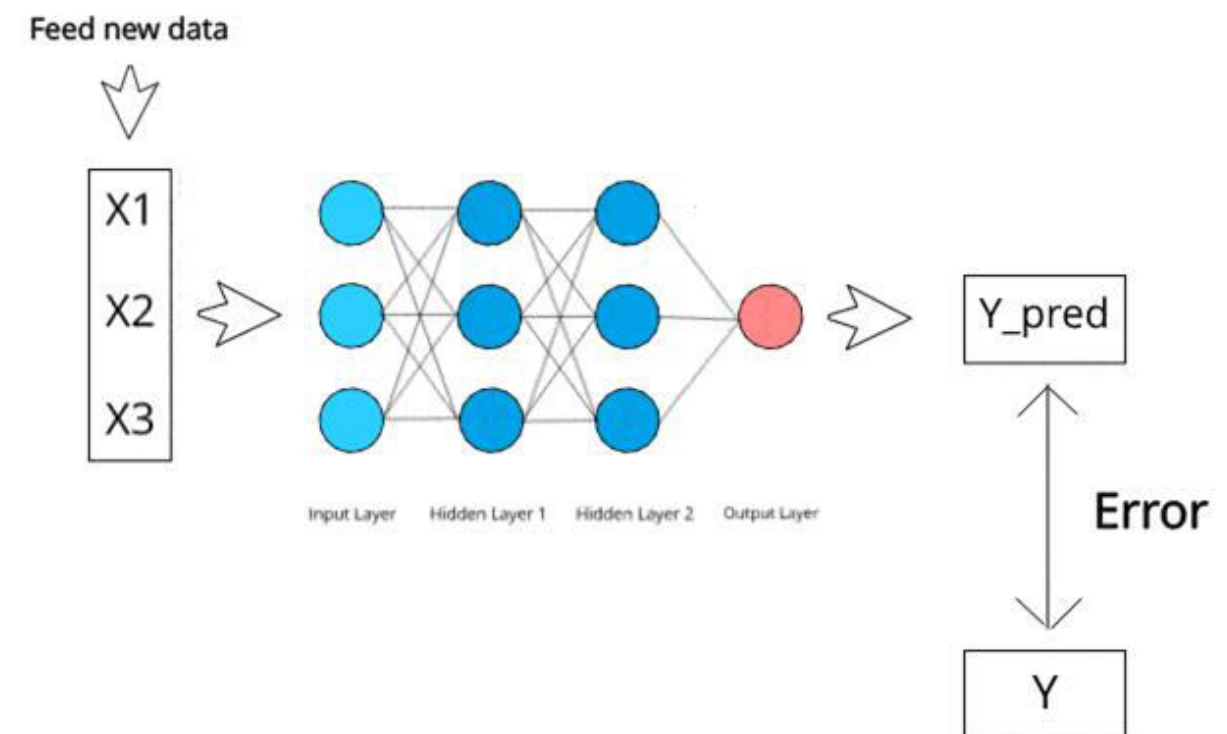 Feed new data
X1
X2
X3
Y_pred
Input Layer
Hidden Layer 1
Hidden Layer 2
Output Layer
Error
Y